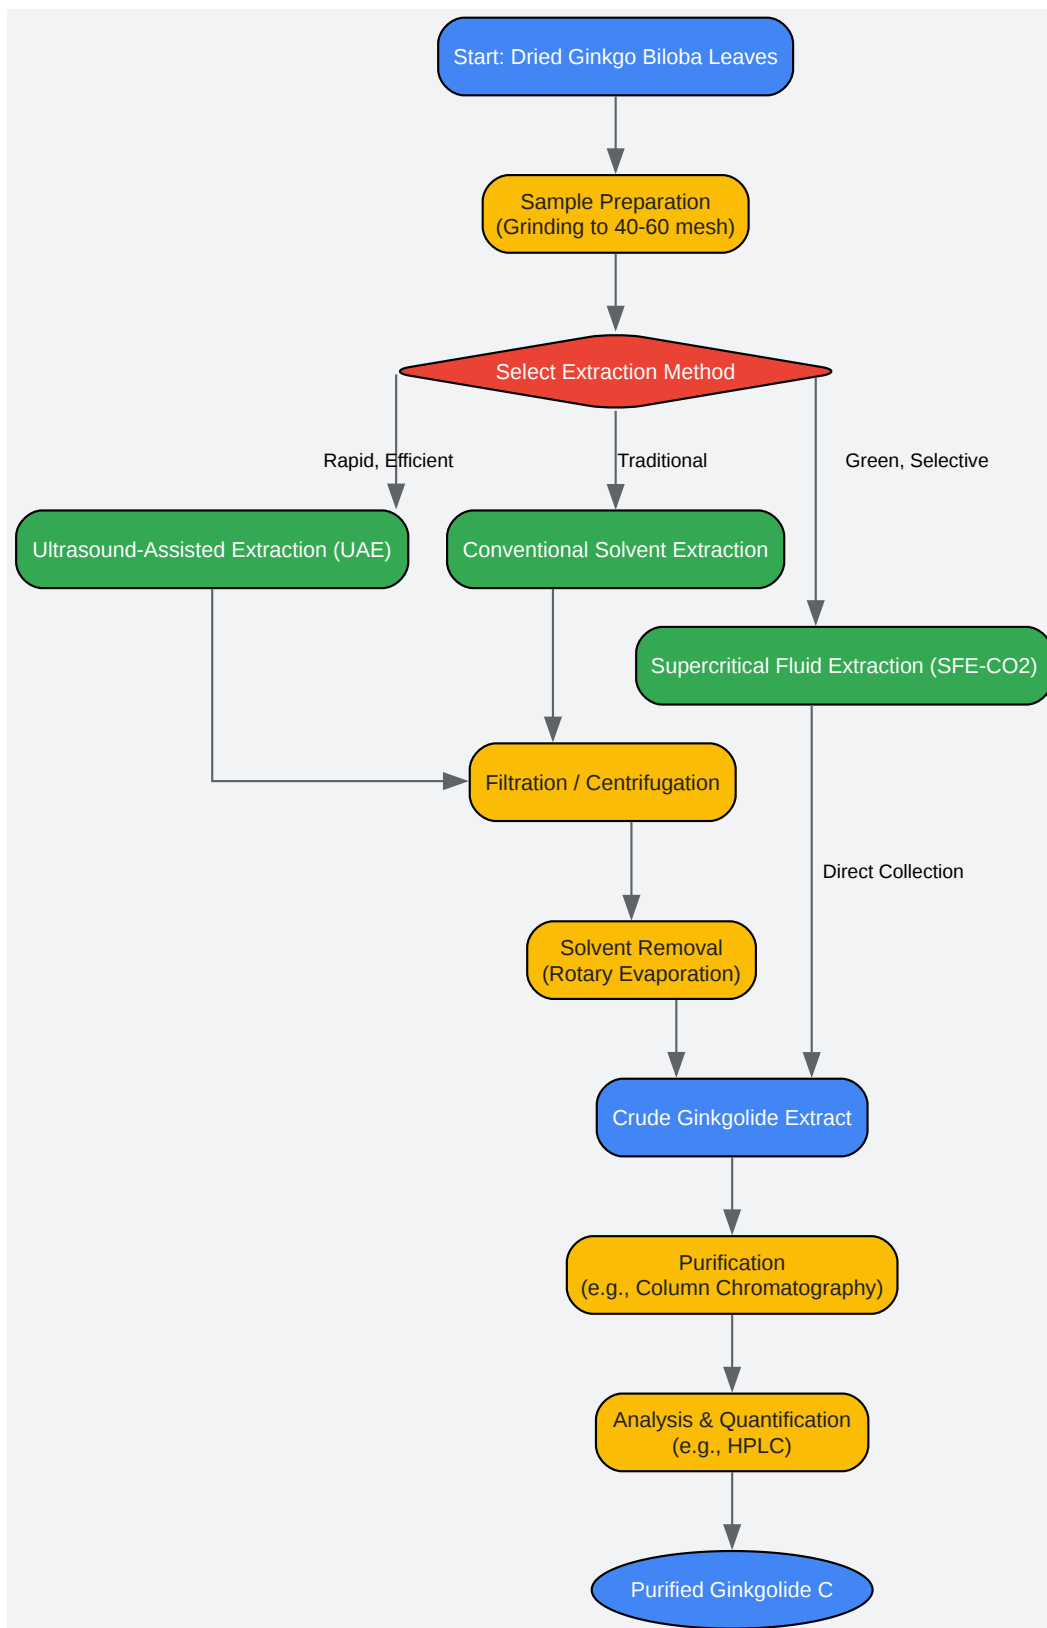 Start: Dried Ginkgo Biloba Leaves
Sample Preparation
(Grinding to 40-60 mesh)
Select Extraction Method
Rapid, Efficient
Traditional
Green, Selective
Ultrasound-Assisted Extraction (UAE)
Conventional Solvent Extraction
Supercritical Fluid Extraction (SFE-CO2)
Filtration / Centrifugation
Direct Collection
Solvent Removal
(Rotary Evaporation)
Crude Ginkgolide Extract
Purification
(e.g., Column Chromatography)
Analysis & Quantification
(e.g., HPLC)
Purified Ginkgolide C